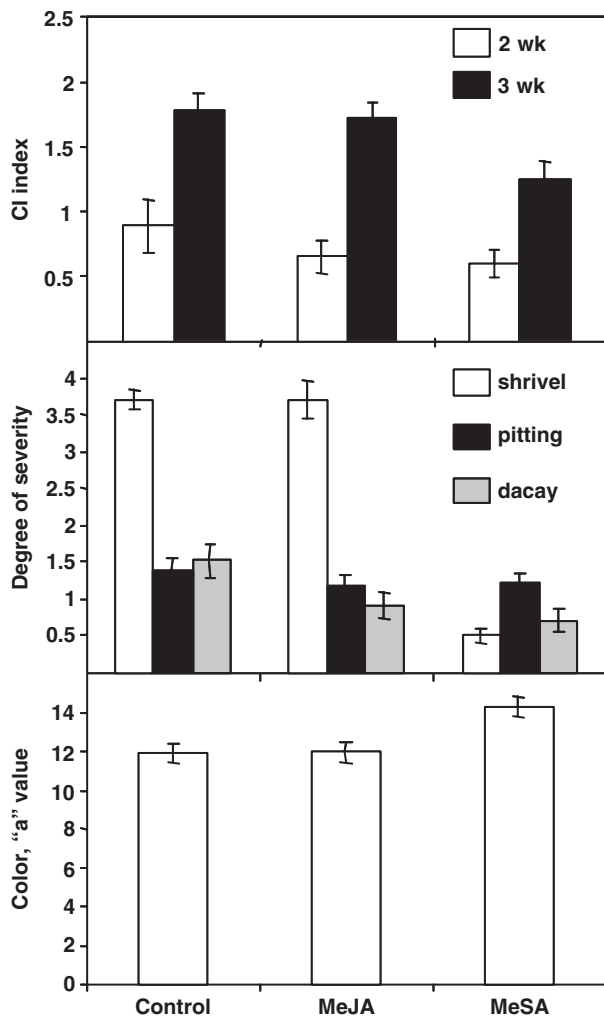 2.5
2
1.5
1
0.5
CI index
2 wk
3 wk
4
3.5
3
2.5
2
1.5
1
0.5
Degree of severity
shrivel
pitting
dacay
14
12
10
8
6
4
2
0
Color, “a” value
Control MeJA MeSA